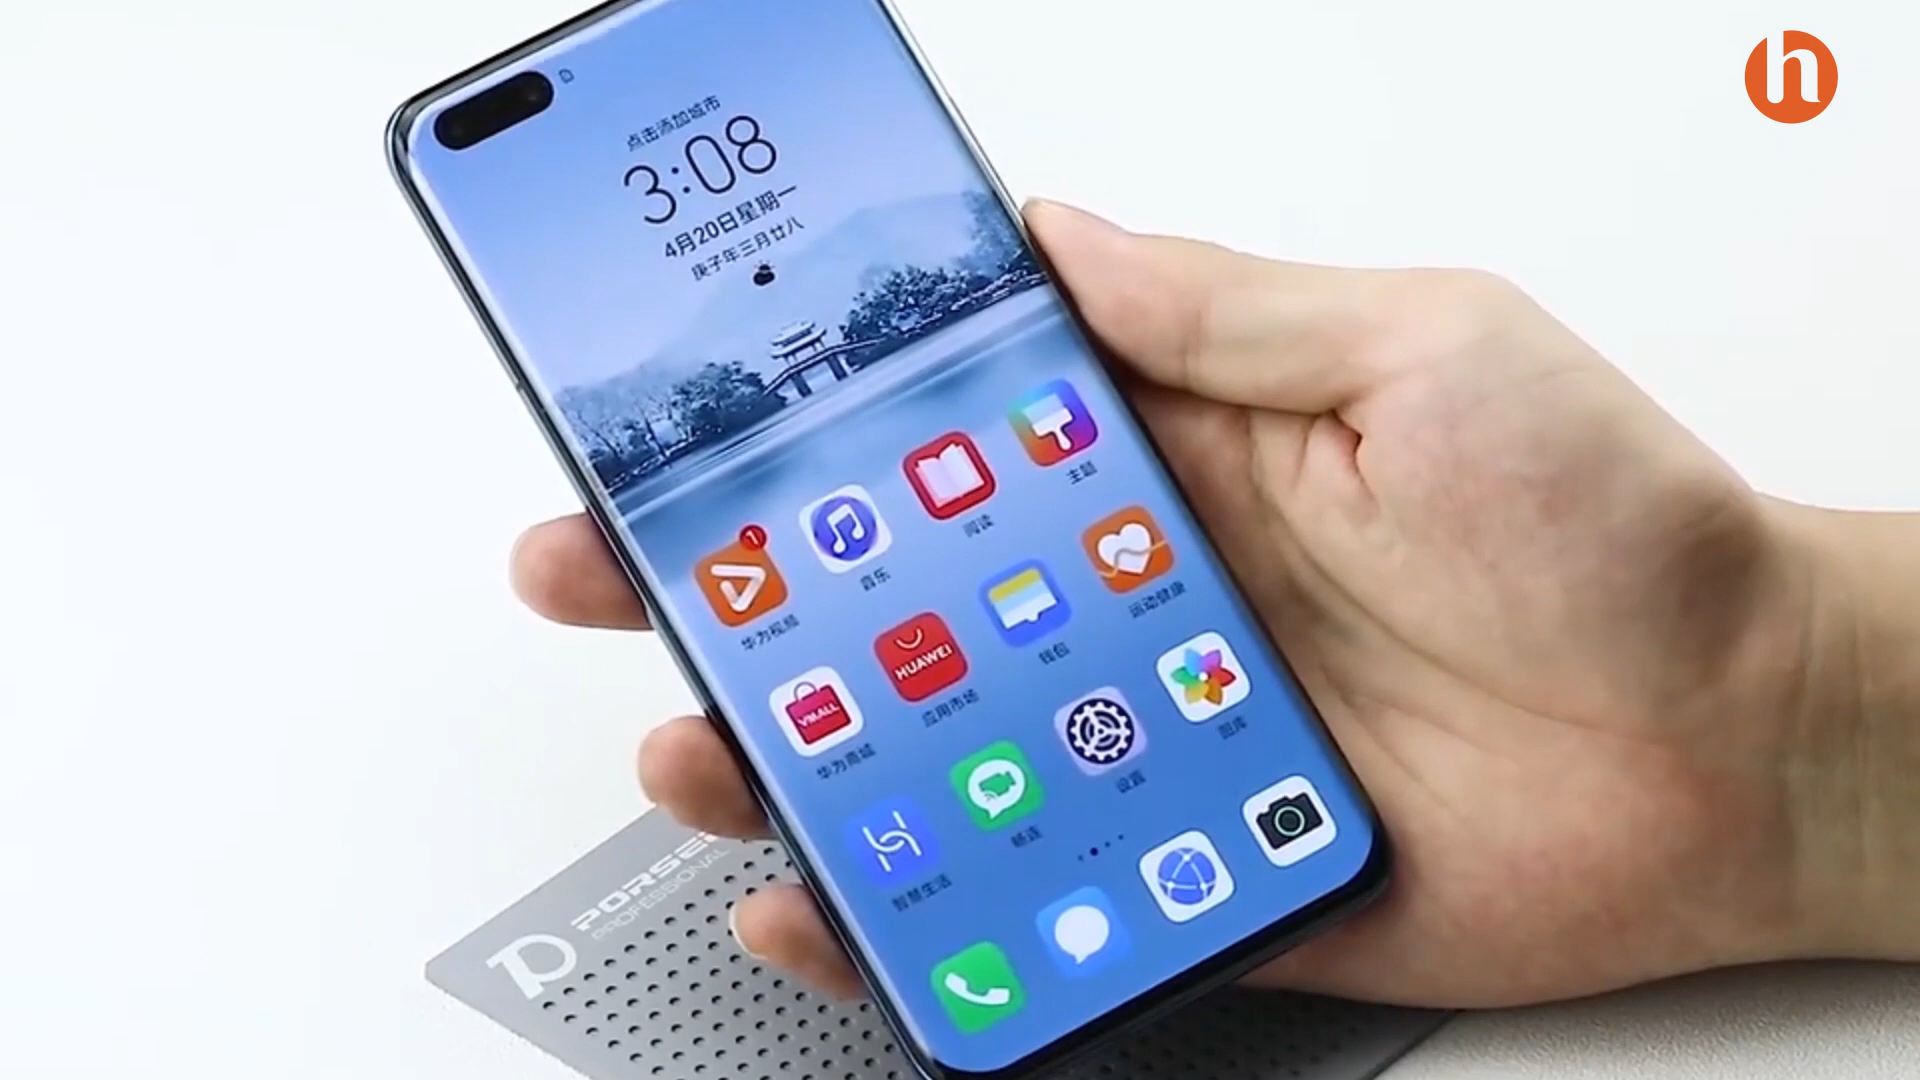 h
点击添加城市
3:08
4月20日星期一
庚子年三月廿八
主题
阅读
音乐
1
华为视频
运动健康
钱包
HUAWEI
应用市场
VMALL
华为商城
图库
设置
畅连
智慧生活
PROFESSIONAL